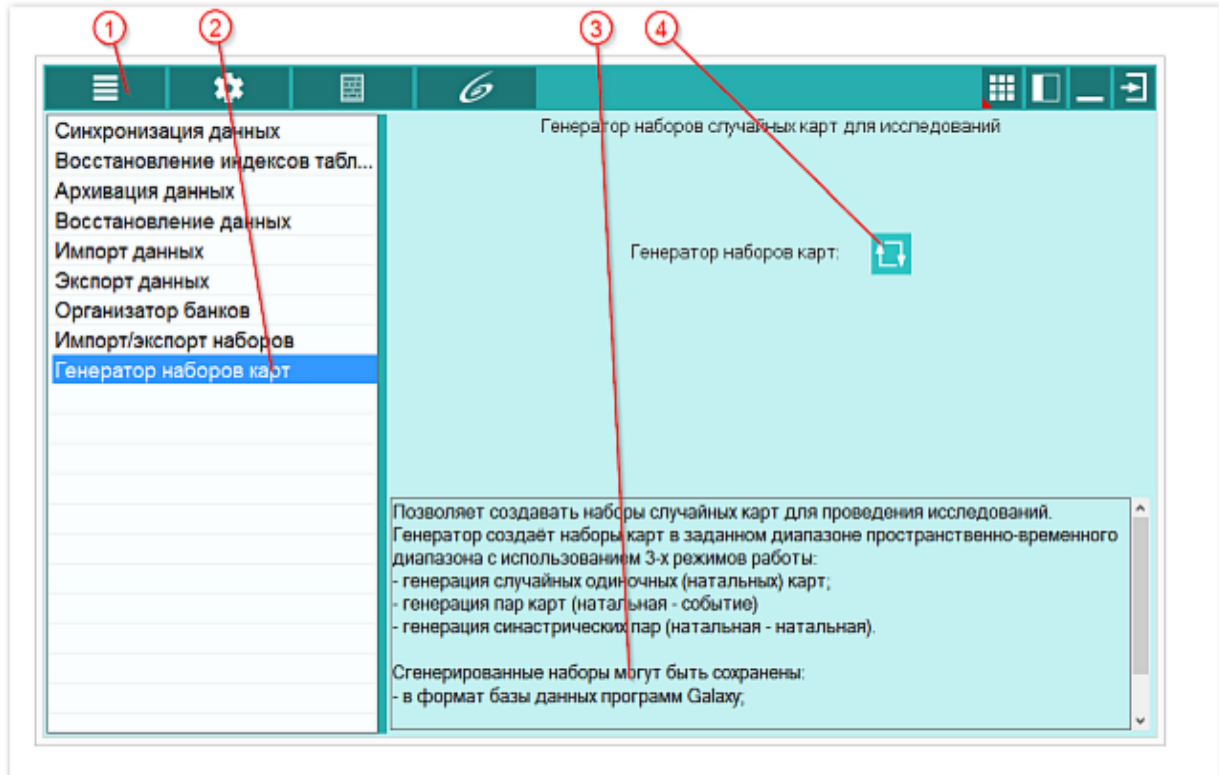 1
2
3
4
Синхронизация данных
Восстановление индексов табл...
Архивация данных
Восстановление данных
Импорт данных
Экспорт данных
Организатор банков
Импорт/экспорт наборов
Генератор наборов карт
Генератор наборов случайных карт для исследований
Генератор наборов карт:
Позволяет создавать наборы случайных карт для проведения исследований.
Генератор создаёт наборы карт в заданном диапазоне пространственно-временного
диапазона с использованием 3-х режимов работы:
- генерация случайных одиночных (натальных) карт;
- генерация пар карт (натальная - событие)
- генерация синастрических пар (натальная - натальная).
Сгенерированные наборы могут быть сохранены:
- в формат базы данных программ Galaxy;